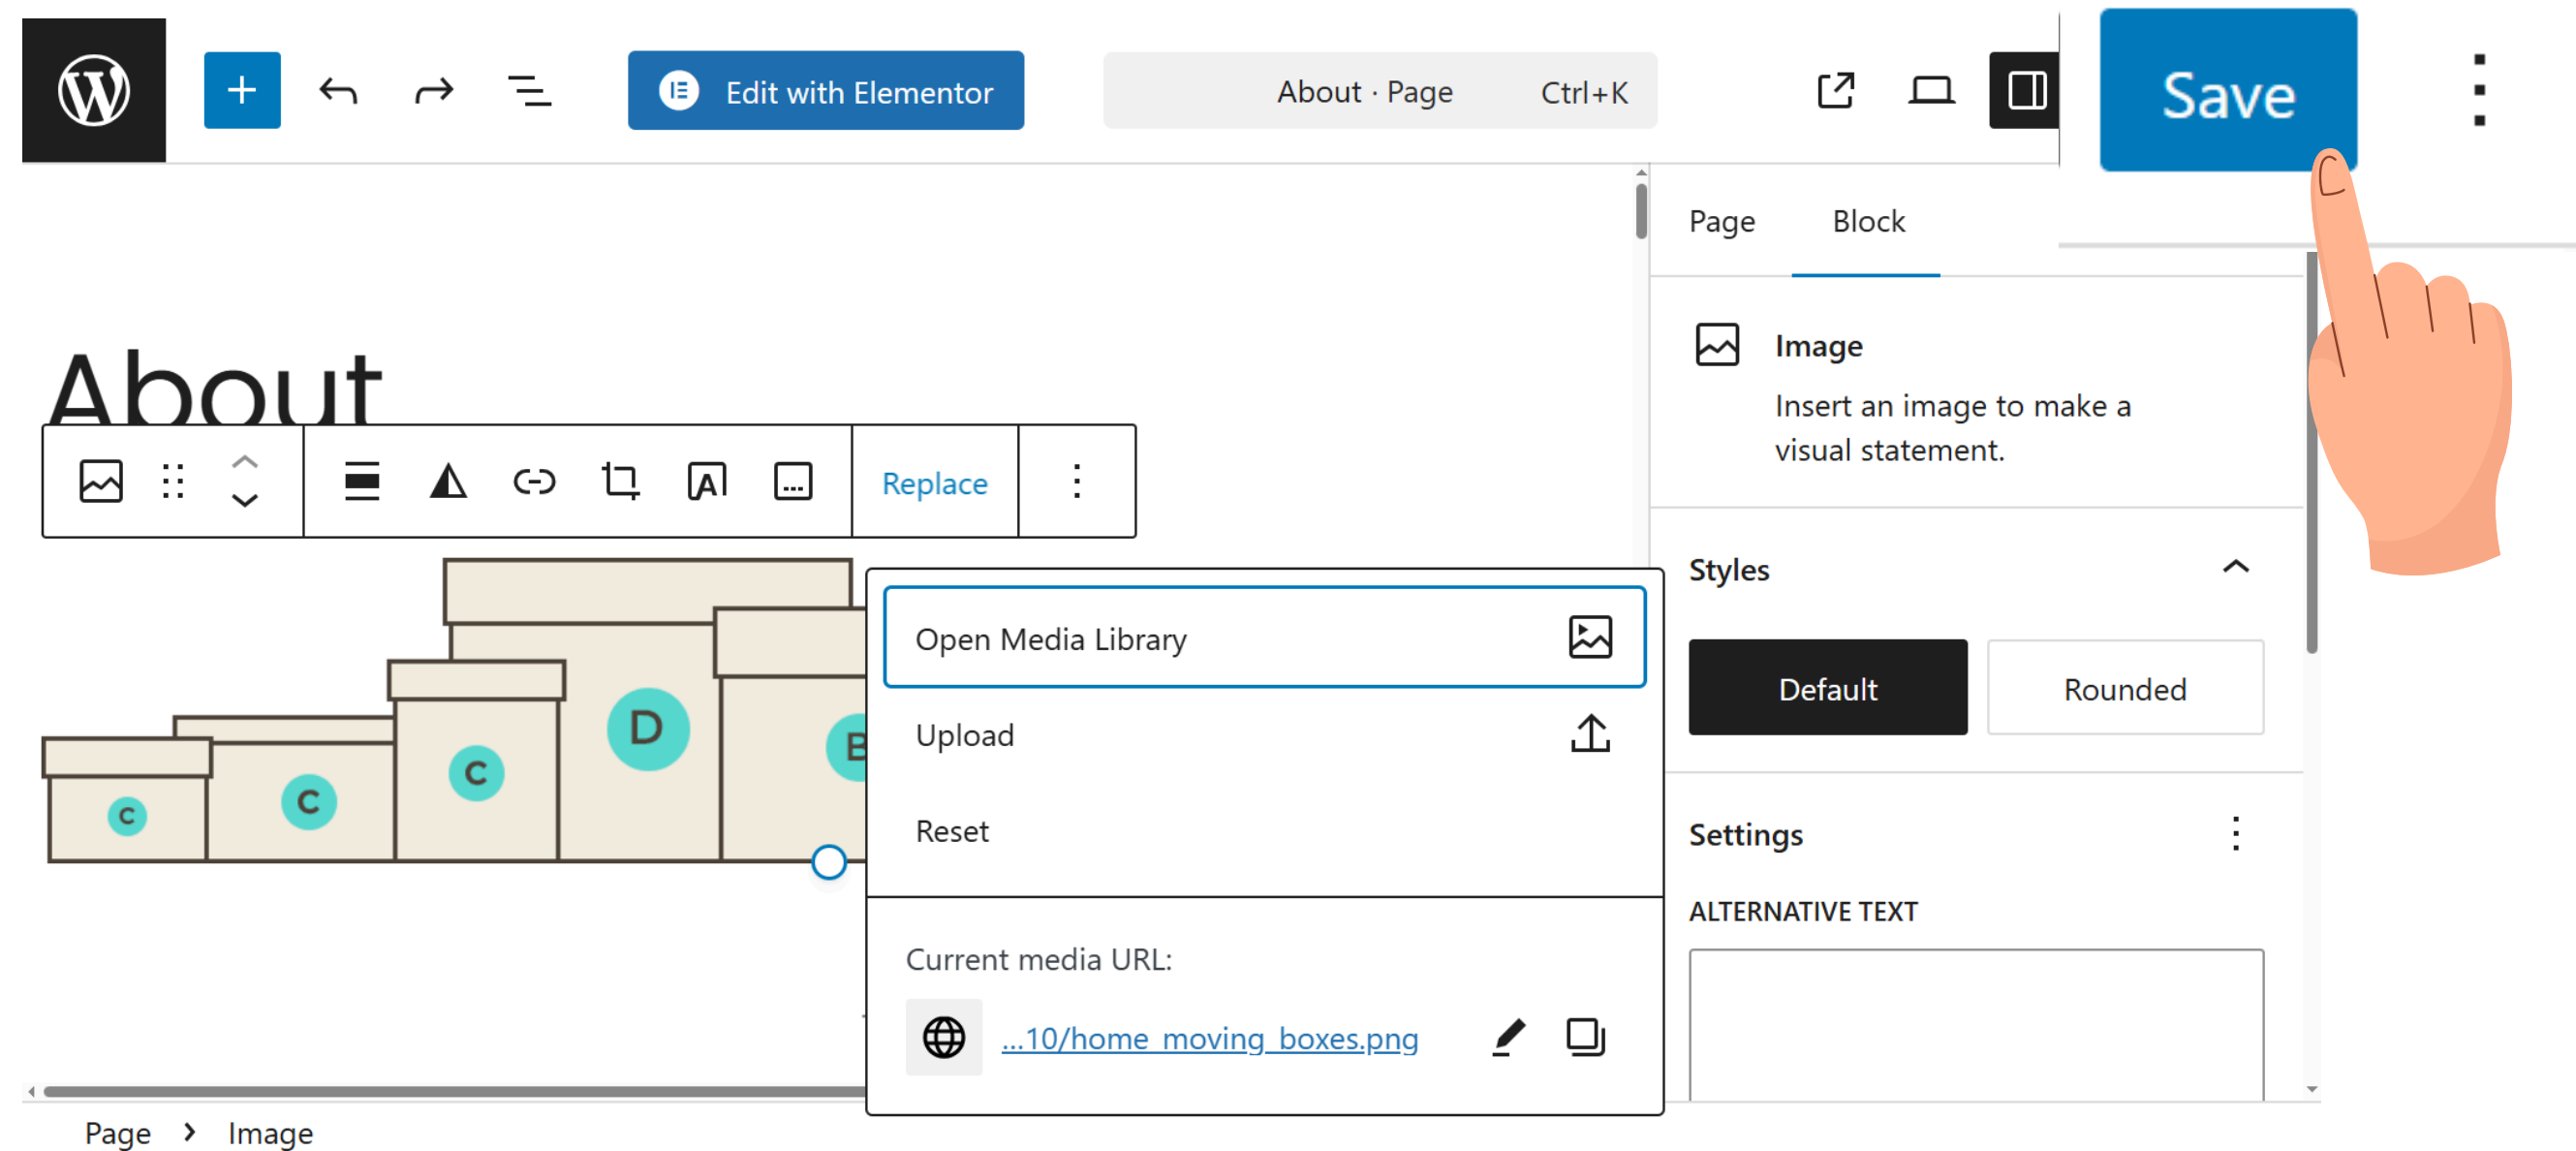 Edit with Elementor
About · Page Ctrl+K
Save
Page Block
About
Replace
Image
Insert an image to make a
visual statement.
Styles
Default Rounded
Settings
ALTERNATIVE TEXT
C
C
C
D
B
Open Media Library
Upload
Reset
Current media URL:
...10/home_moving_boxes.png
Page > Image